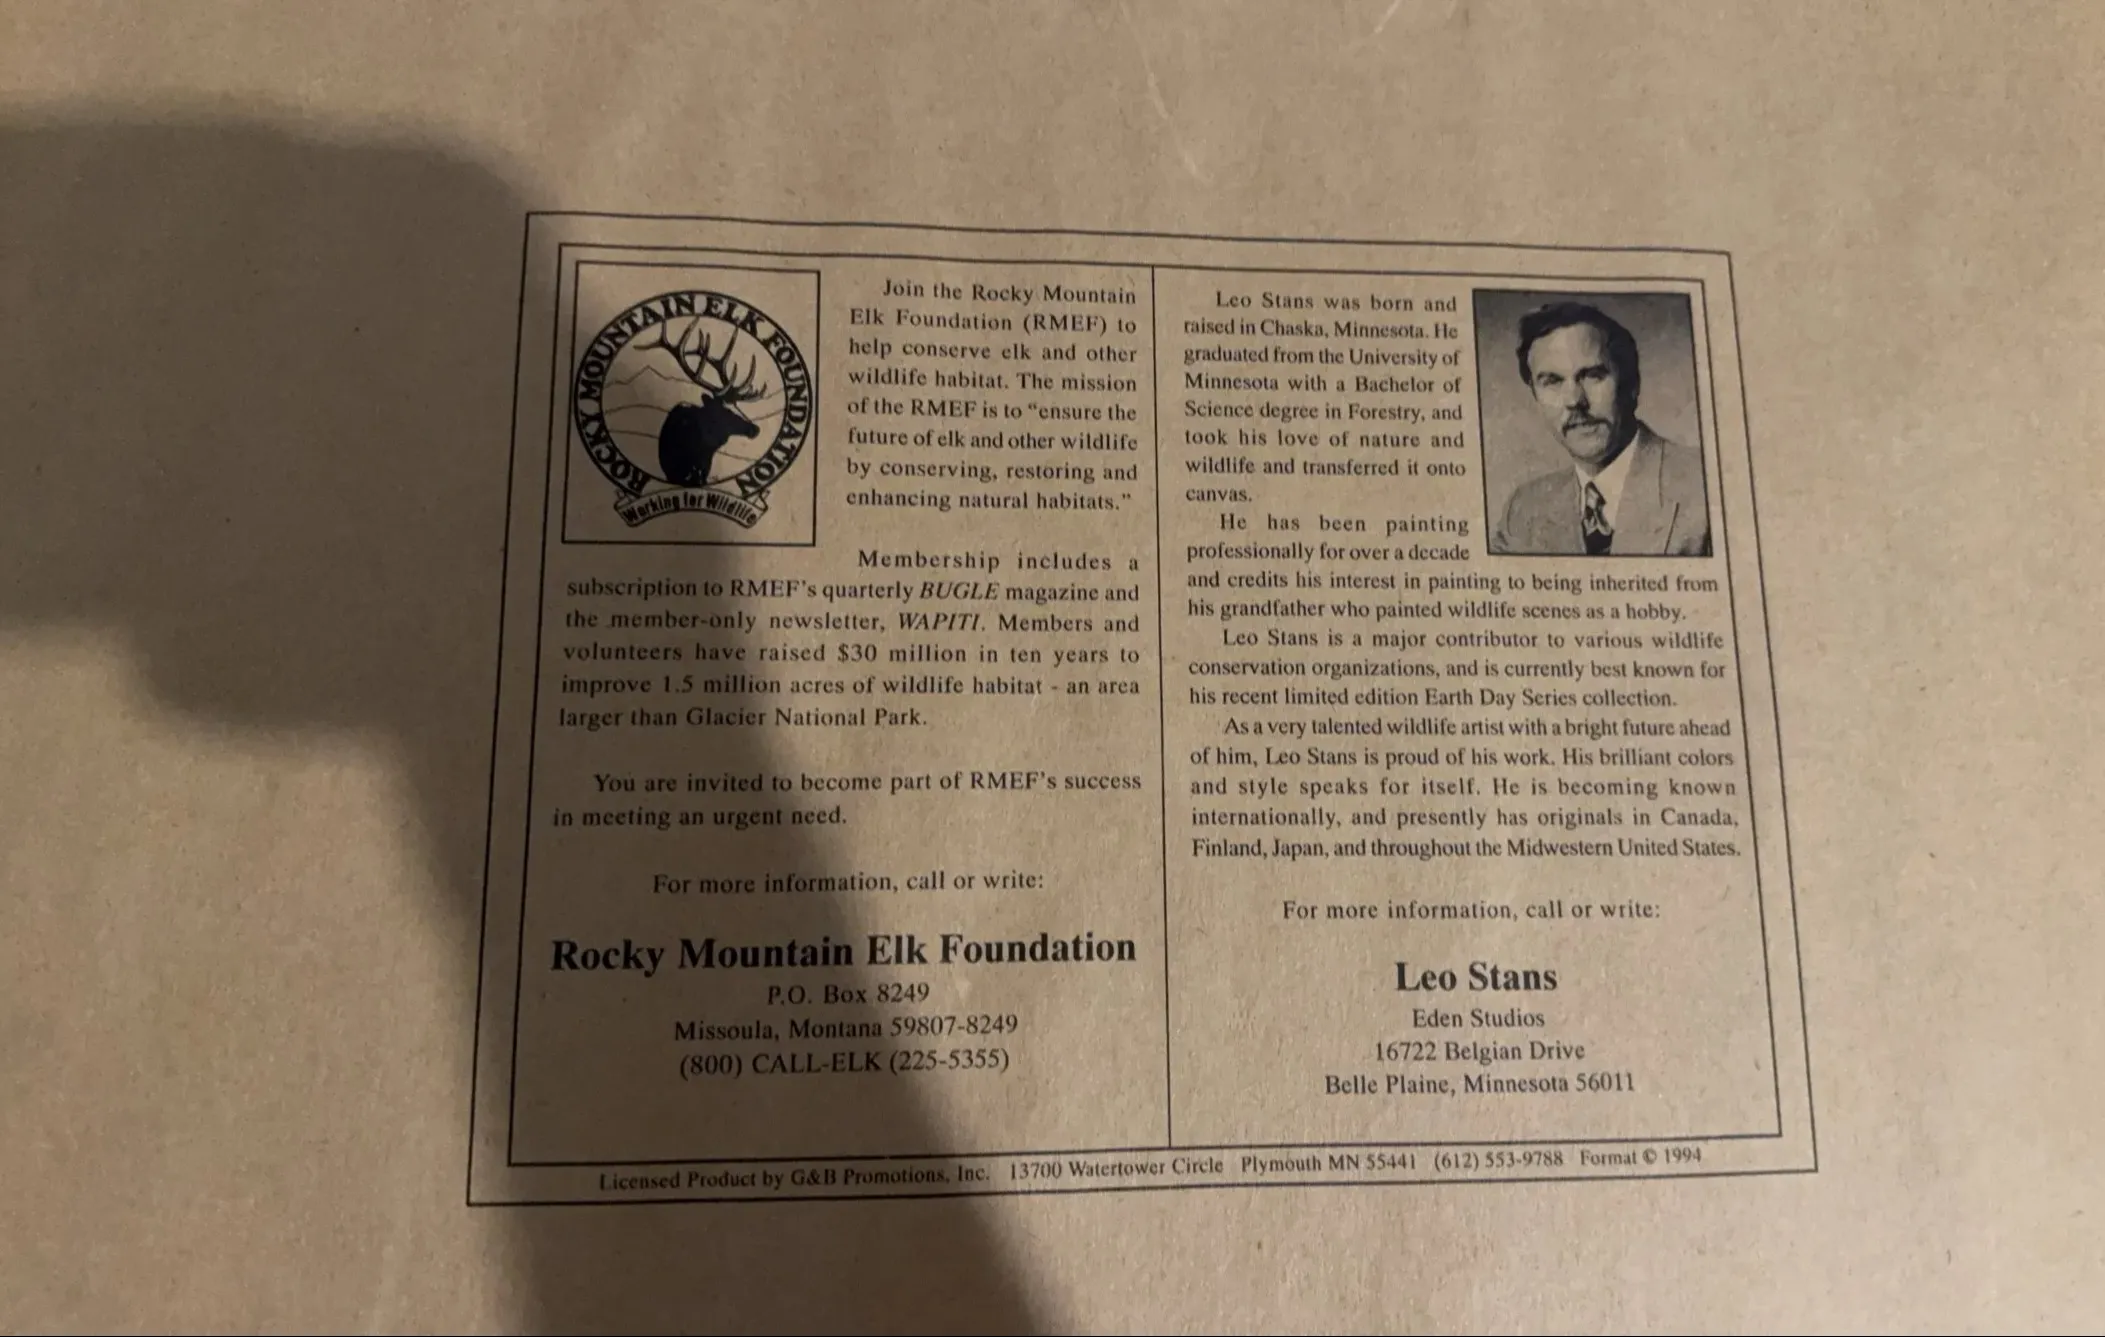 ROCKY MOUNTAIN ELK FOUNDATION
Working for Wildlife
Join the Rocky Mountain
Elk Foundation (RMEF) to
help conserve elk and other
wildlife habitat. The mission
of the RMEF is to “ensure the
future of elk and other wildlife
by conserving, restoring and
enhancing natural habitats.”
Membership includes a
subscription to RMEF’s quarterly BUGLE magazine and
the member-only newsletter, WAPITI. Members and
volunteers have raised $30 million in ten years to
improve 1.5 million acres of wildlife habitat - an area
larger than Glacier National Park.
You are invited to become part of RMEF’s success
in meeting an urgent need.
For more information, call or write:
Rocky Mountain Elk Foundation
P.O. Box 8249
Missoula, Montana 59807-8249
(800) CALL-ELK (225-5355)
Leo Stans was born and
raised in Chaska, Minnesota. He
graduated from the University of
Minnesota with a Bachelor of
Science degree in Forestry, and
took his love of nature and
wildlife and transferred it onto
canvas.
He has been painting
professionally for over a decade
and credits his interest in painting to being inherited from
his grandfather who painted wildlife scenes as a hobby.
Leo Stans is a major contributor to various wildlife
conservation organizations, and is currently best known for
his recent limited edition Earth Day Series collection.
As a very talented wildlife artist with a bright future ahead
of him, Leo Stans is proud of his work. His brilliant colors
and style speaks for itself. He is becoming known
internationally, and presently has originals in Canada,
Finland, Japan, and throughout the Midwestern United States.
For more information, call or write:
Leo Stans
Eden Studios
16722 Belgian Drive
Belle Plaine, Minnesota 56011
Licensed Product by G&B Promotions, Inc. 13700 Watertower Circle Plymouth MN 55441 (612) 553-9788 Format © 1994